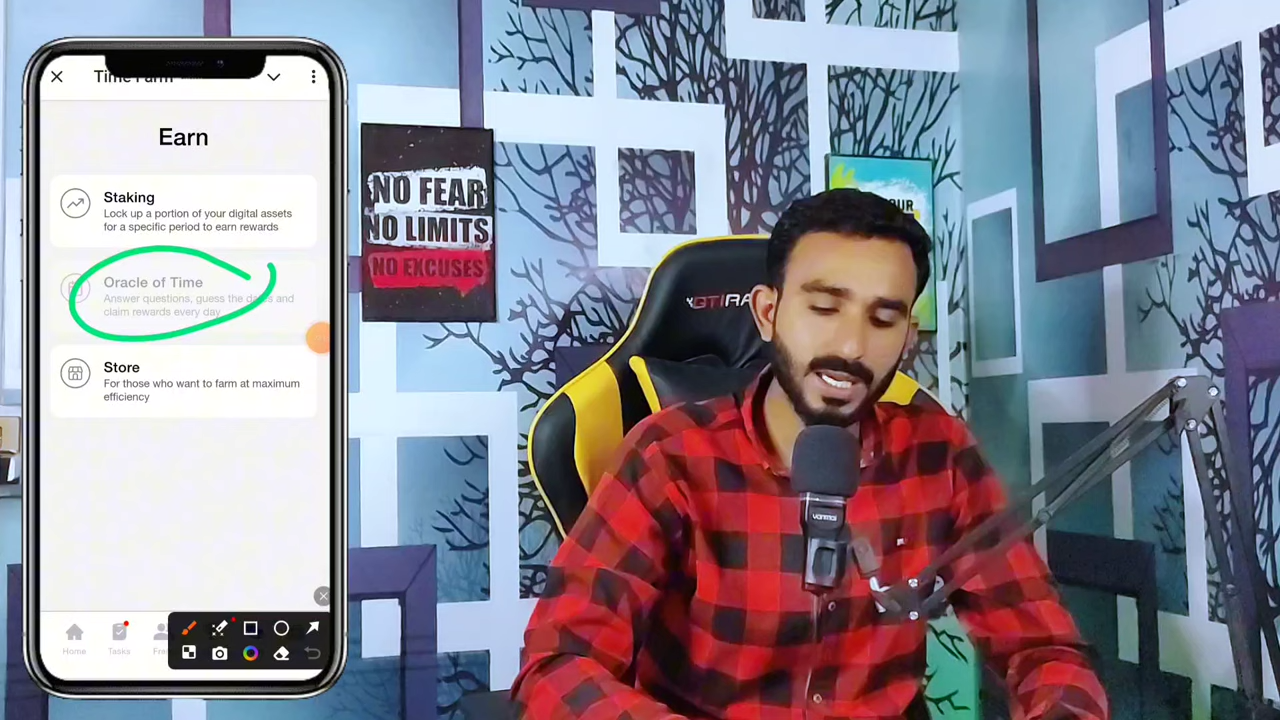 Time Farm
Earn
Staking
Lock up a portion of your digital assets
for a specific period to earn rewards
Oracle of Time
Answer questions, guess the dates and
claim rewards every day
Store
For those who want to farm at maximum
efficiency
Home
Tasks
NO FEAR
NO LIMITS
NO EXCUSES